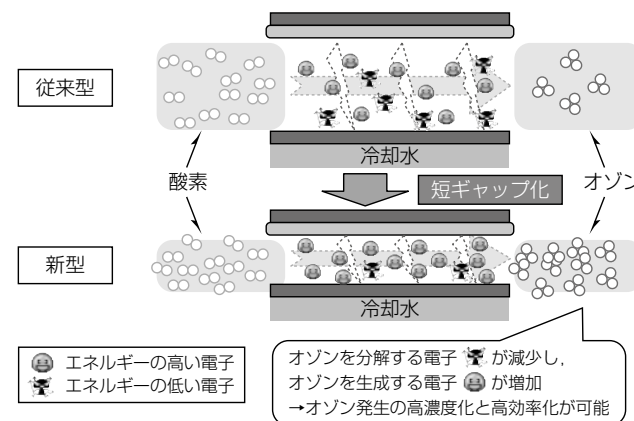 従来型
冷却水
酸素
短ギャップ化
オゾン
新型
冷却水
エネルギーの高い電子
エネルギーの低い電子
オゾンを分解する電子 が減少し，
オゾンを生成する電子 が増加
→オゾン発生の高濃度化と高効率化が可能